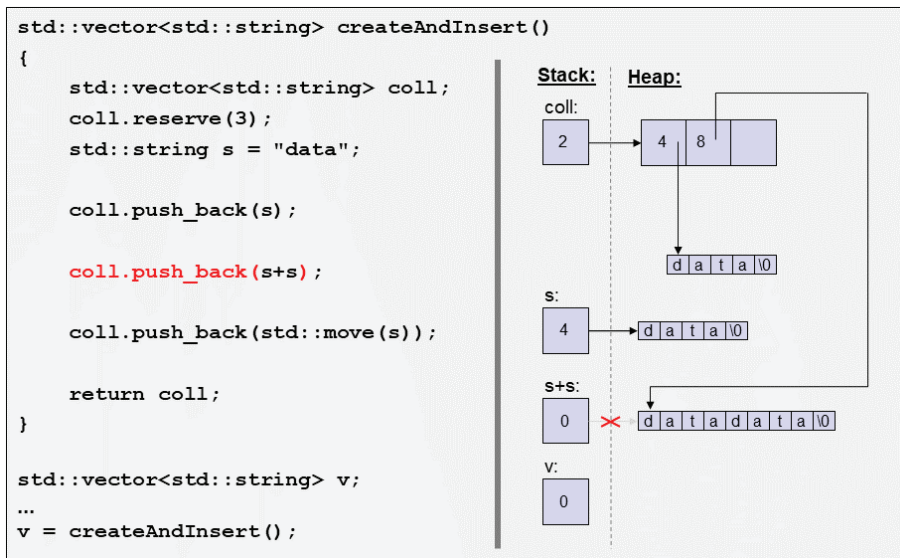 std::vector<std::string> createAndInsert()
{
std::vector<std::string> coll;
coll.reserve(3);
std::string s = "data";
coll.push_back(s);
coll.push_back(s+s);
coll.push_back(std::move(s));
return coll;
}
std::vector<std::string> v;
...
v = createAndInsert();
Stack: Heap:
coll:
2 4 8
d a t a \0
s:
4 d a t a \0
s+s:
0 d a t a d a t a \0
v:
0